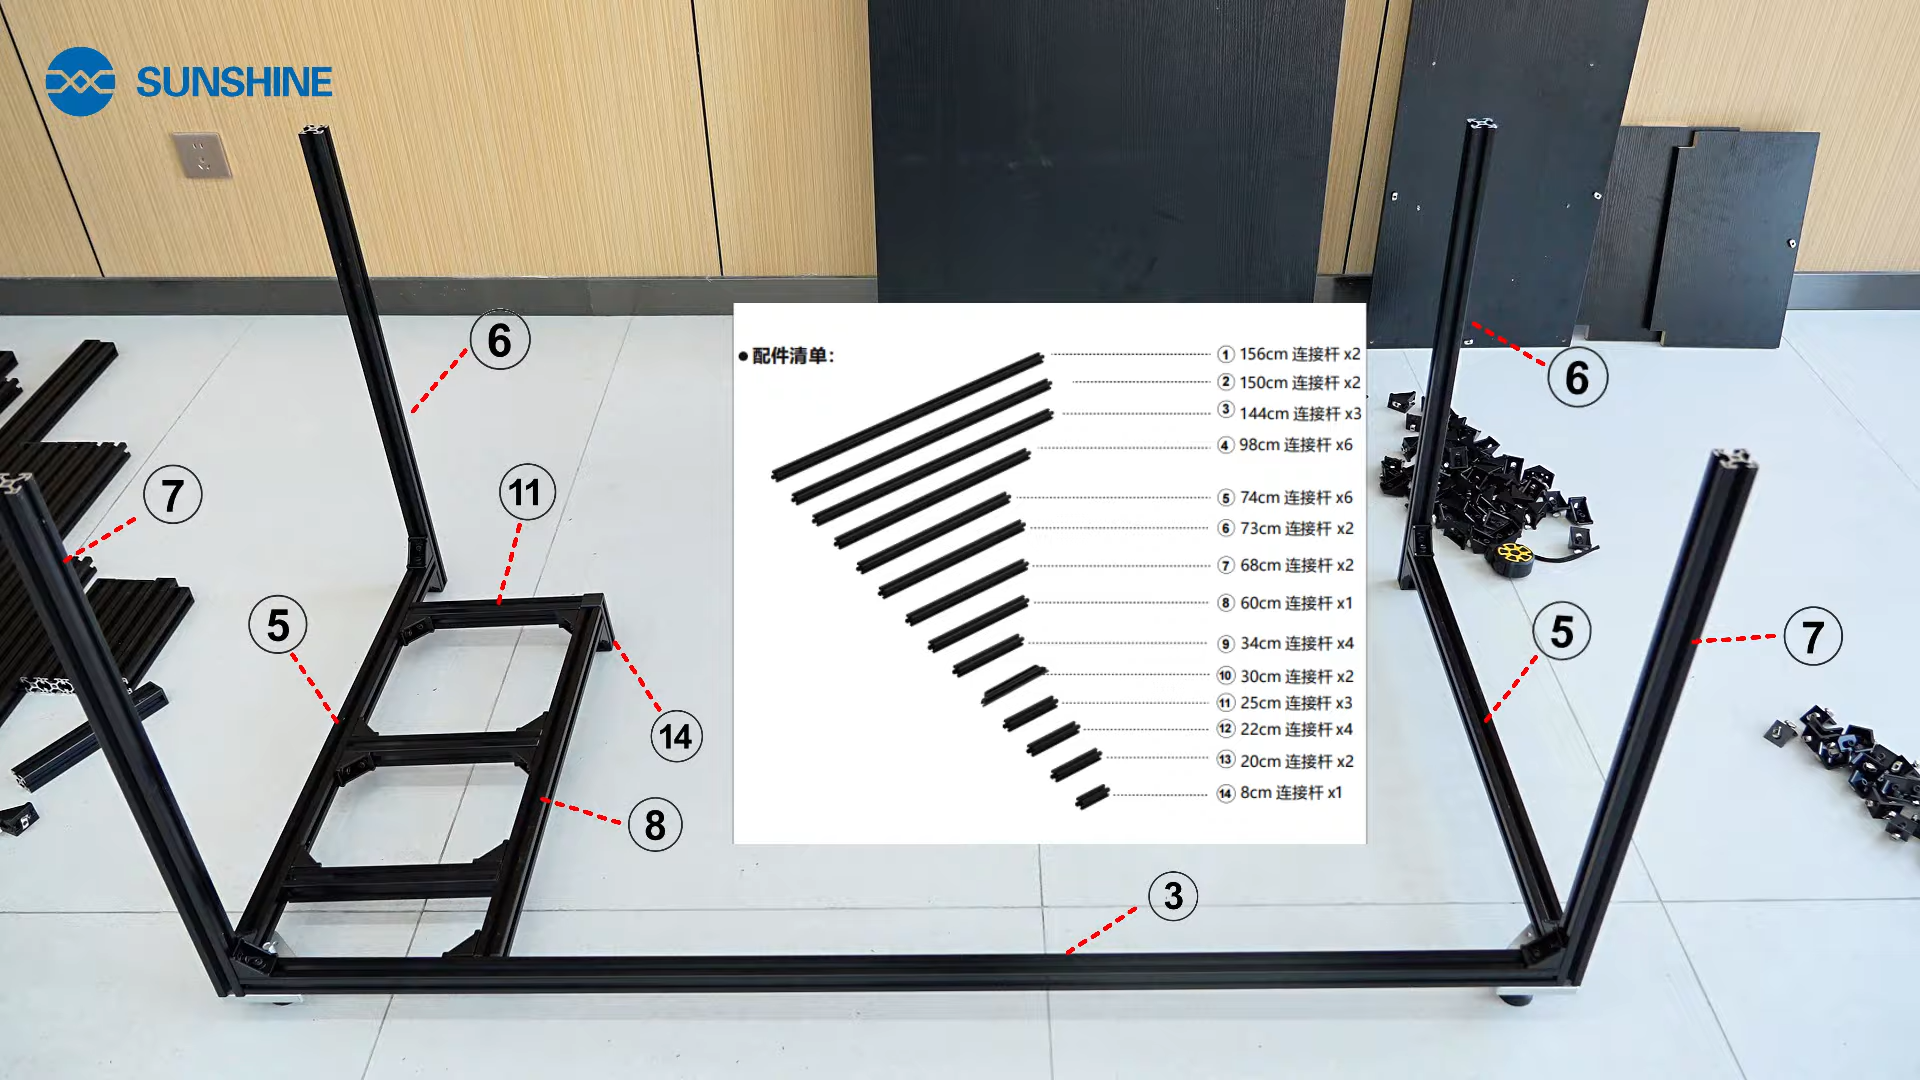 SUNSHINE
6
6
7
11
5
5
7
14
8
3
● 配件清单:
① 156cm 连接杆 x2
② 150cm 连接杆 x2
③ 144cm 连接杆 x3
④ 98cm 连接杆 x6
⑤ 74cm 连接杆 x6
⑥ 73cm 连接杆 x2
⑦ 68cm 连接杆 x2
⑧ 60cm 连接杆 x1
⑨ 34cm 连接杆 x4
⑩ 30cm 连接杆 x2
⑪ 25cm 连接杆 x3
⑫ 22cm 连接杆 x4
⑬ 20cm 连接杆 x2
⑭ 8cm 连接杆 x1